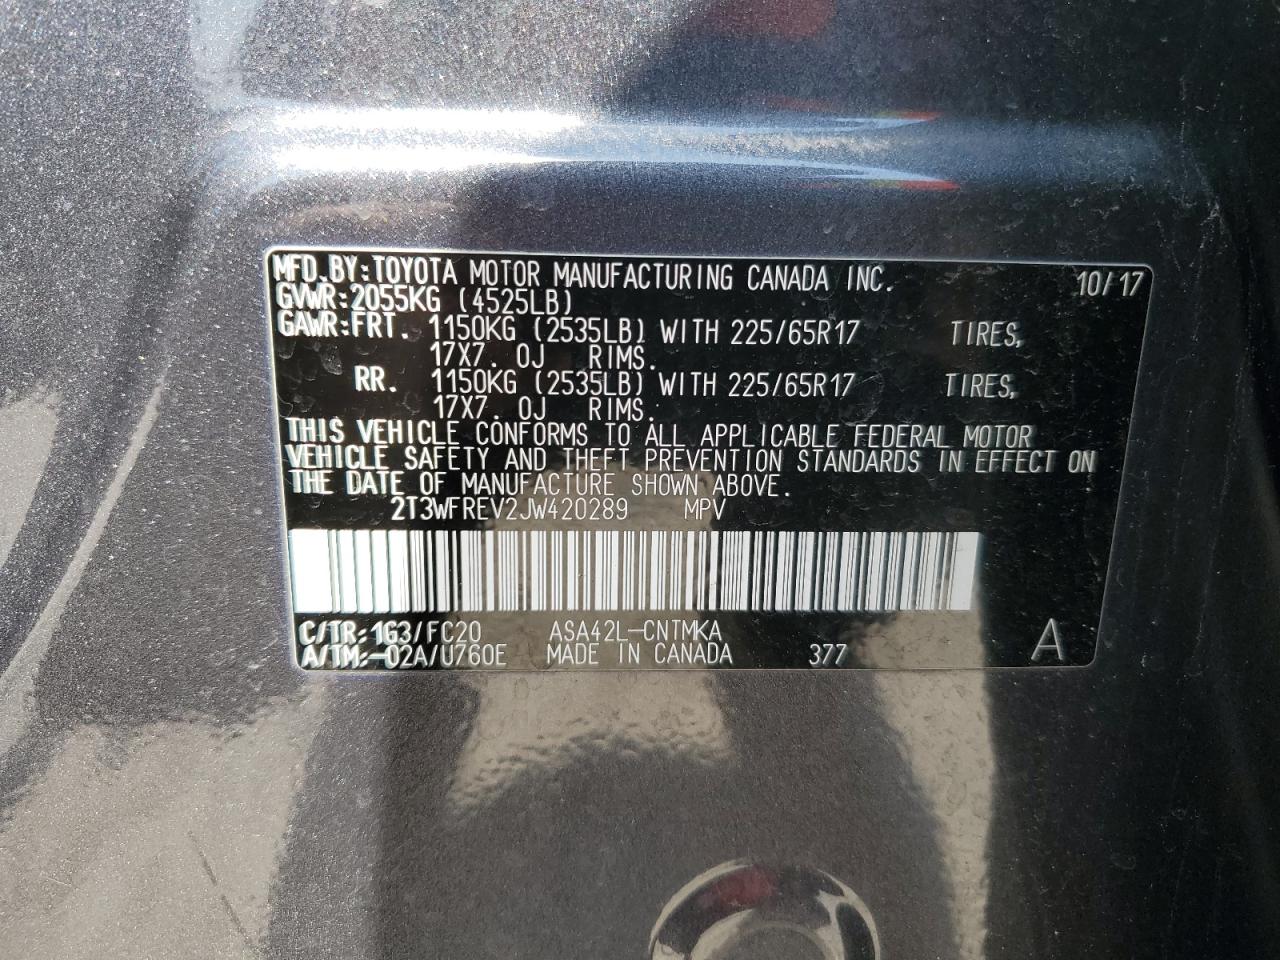 MFD.BY:TOYOTA MOTOR MANUFACTURING CANADA INC. 10/17
GVWR:2055KG (4525LB)
GAWR:FRT. 1150KG (2535LB) WITH 225/65R17 TIRES,
17X7.0J RIMS.
RR. 1150KG (2535LB) WITH 225/65R17 TIRES,
17X7.0J RIMS.
THIS VEHICLE CONFORMS TO ALL APPLICABLE FEDERAL MOTOR
VEHICLE SAFETY AND THEFT PREVENTION STANDARDS IN EFFECT ON
THE DATE OF MANUFACTURE SHOWN ABOVE.
2T3WFREV2JW420289 MPV
C/TR:1G3/FC20 ASA42L-CNTMKA A
A/TM:-02A/U760E MADE IN CANADA 377